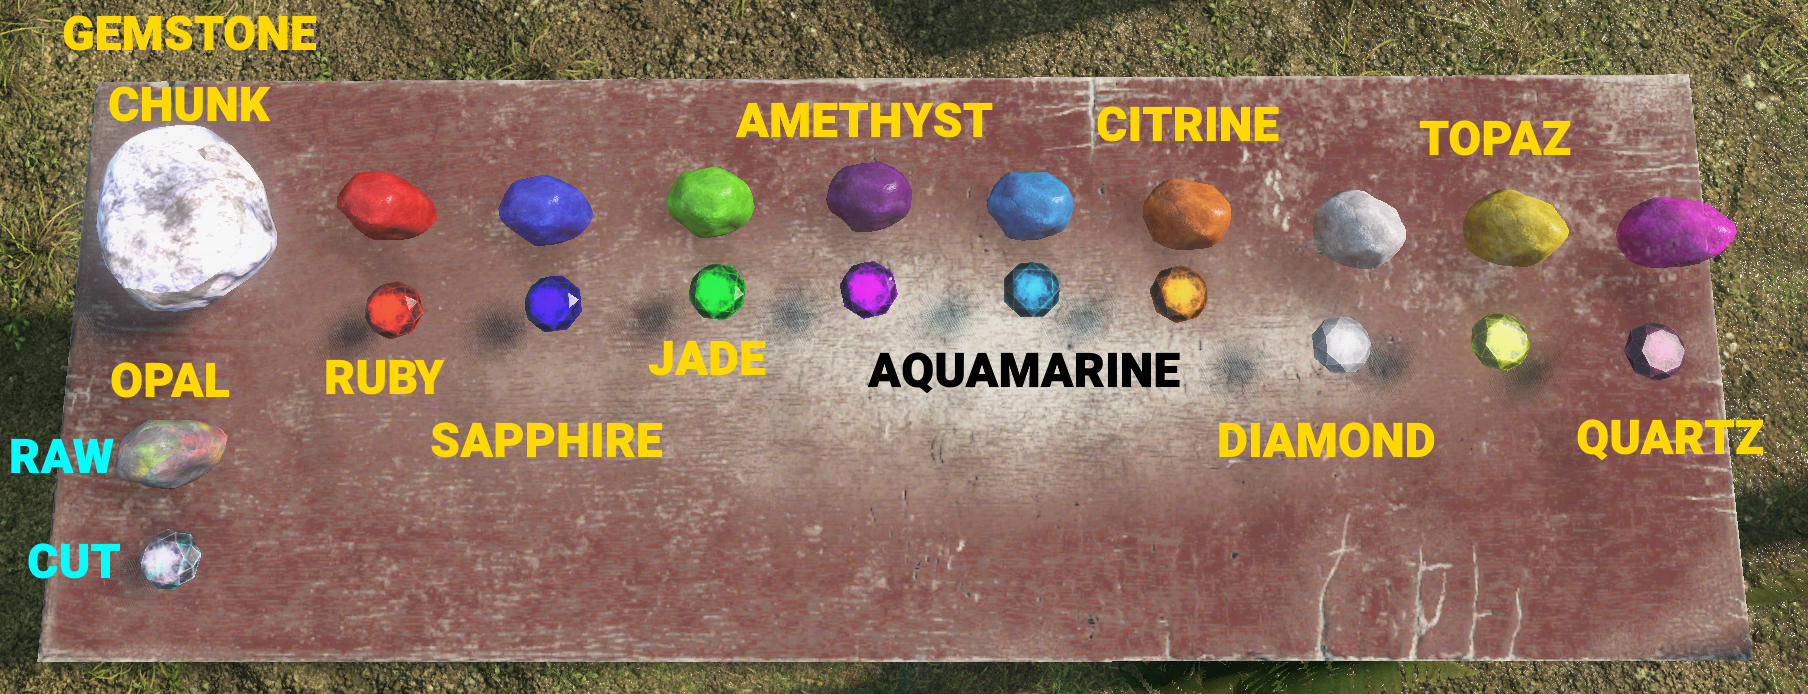 GEMSTONE
CHUNK
AMETHYST
CITRINE
TOPAZ
OPAL
RUBY
JADE
AQUAMARINE
SAPPHIRE
DIAMOND
QUARTZ
RAW
CUT